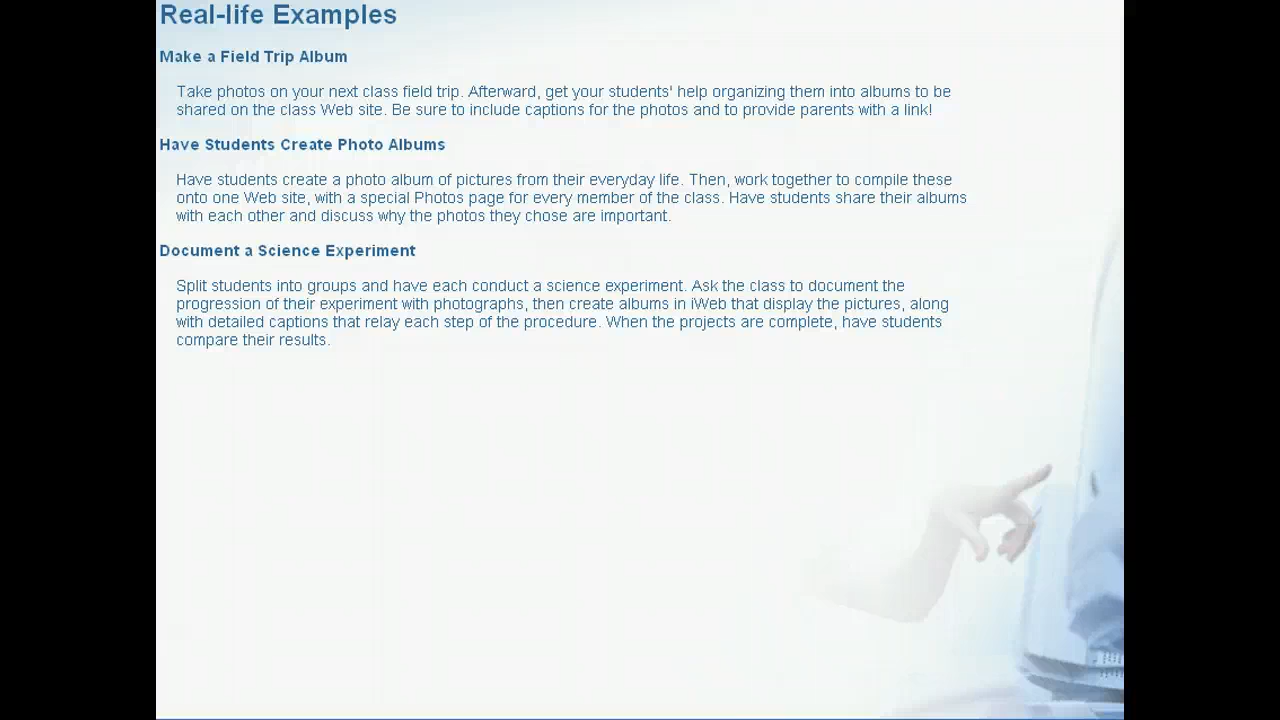 Real-life Examples
Make a Field Trip Album
Take photos on your next class field trip. Afterward, get your students' help organizing them into albums to be
shared on the class Web site. Be sure to include captions for the photos and to provide parents with a link!
Have Students Create Photo Albums
Have students create a photo album of pictures from their everyday life. Then, work together to compile these
onto one Web site, with a special Photos page for every member of the class. Have students share their albums
with each other and discuss why the photos they chose are important.
Document a Science Experiment
Split students into groups and have each conduct a science experiment. Ask the class to document the
progression of their experiment with photographs, then create albums in iWeb that display the pictures, along
with detailed captions that relay each step of the procedure. When the projects are complete, have students
compare their results.